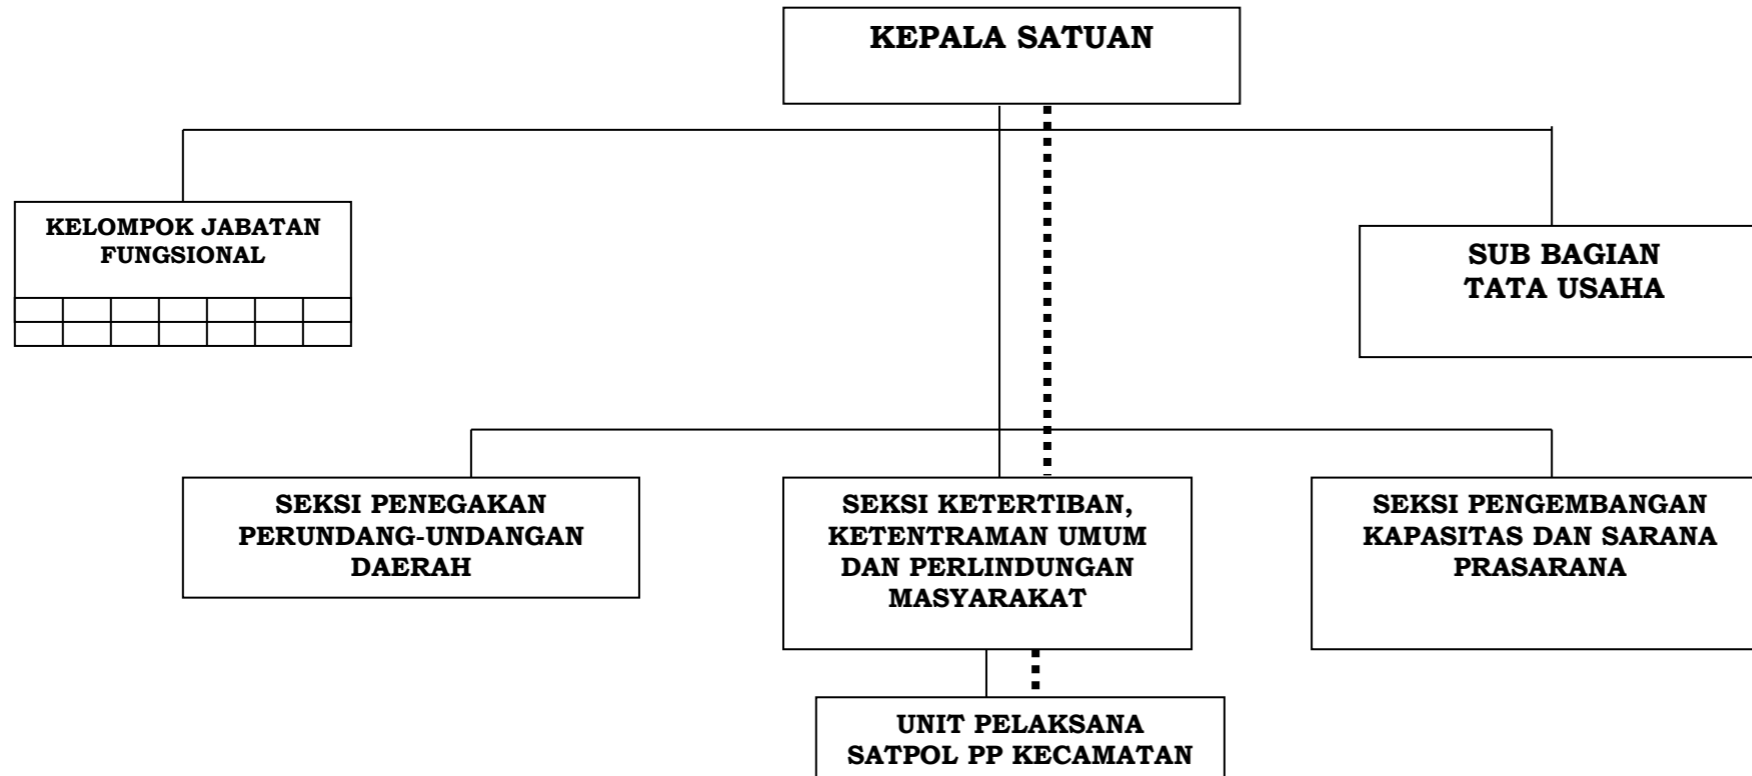 KEPALA SATUAN
KELOMPOK JABATAN
FUNGSIONAL
SUB BAGIAN
TATA USAHA
SEKSI PENEGAKAN
PERUNDANG-UNDANGAN
DAERAH
SEKSI KETERTIBAN,
KETENTRAMAN UMUM
DAN PERLINDUNGAN
MASYARAKAT
SEKSI PENGEMBANGAN
KAPASITAS DAN SARANA
PRASARANA
UNIT PELAKSANA
SATPOL PP KECAMATAN